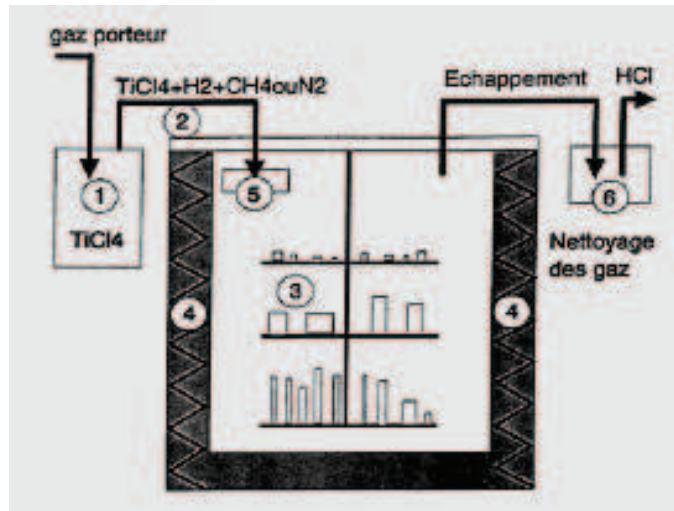 gaz porteur
TiCl4+H2+CH4ouN2
Echappement
HCl
2
1
TiCl4
5
6
Nettoyage
des gaz
3
4
4